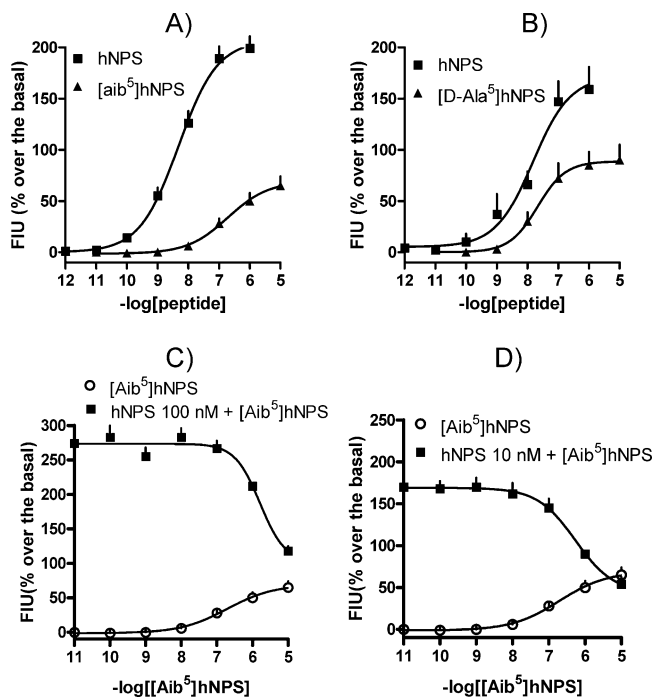 A)
hNPS
[aib5]hNPS
FIU (% over the basal)
200
150
100
50
0
12 11 10 9 8 7 6 5
-log[peptide]
B)
hNPS
[D-Ala5]hNPS
FIU (% over the basal)
200
150
100
50
0
12 11 10 9 8 7 6 5
-log[peptide]
C)
[Aib5]hNPS
hNPS 100 nM + [Aib5]hNPS
FIU(% over the basal)
300
250
200
150
100
50
0
11 10 9 8 7 6 5
-log[[Aib5]hNPS]
D)
[Aib5]hNPS
hNPS 10 nM + [Aib5]hNPS
FIU(% over the basal)
250
200
150
100
50
0
11 10 9 8 7 6 5
-log[[Aib5]hNPS]